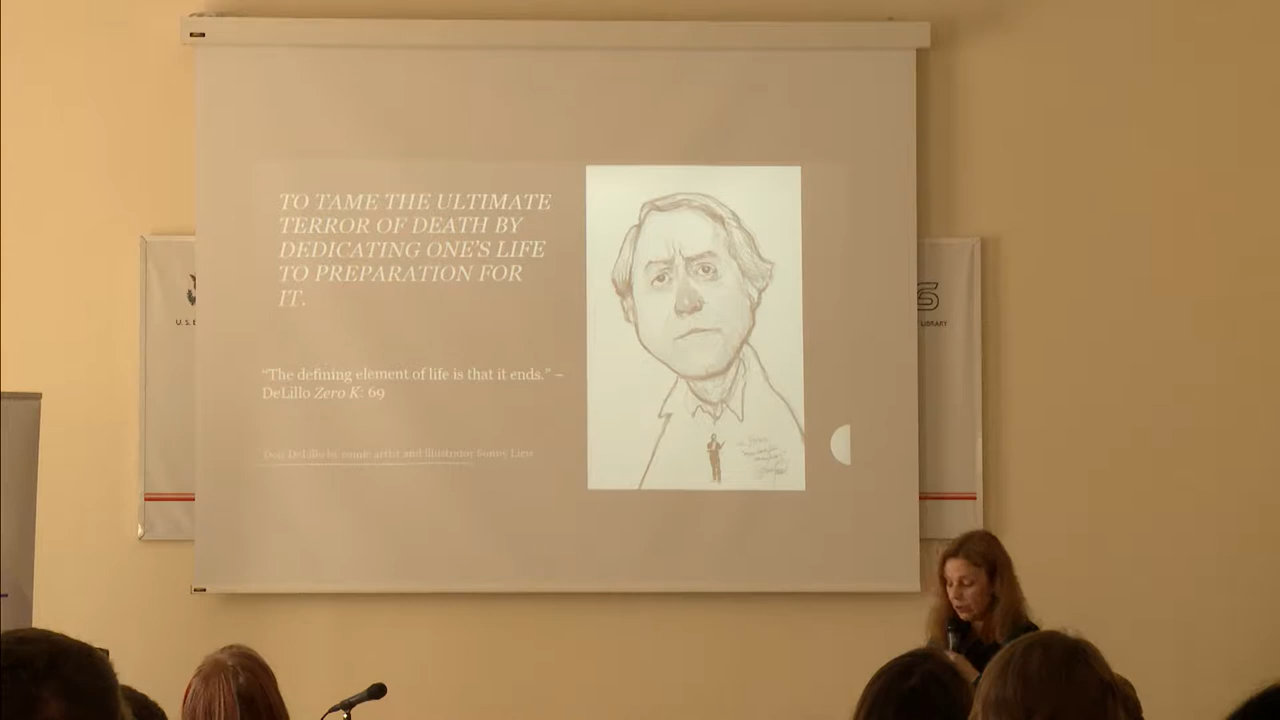 TO TAME THE ULTIMATE
TERROR OF DEATH BY
DEDICATING ONE'S LIFE
TO PREPARATION FOR
IT.
“The defining element of life is that it ends.” –
DeLillo Zero K: 69
Don DeLillo by comic artist and illustrator Sonny Liew
U.S.E
LIBRARY